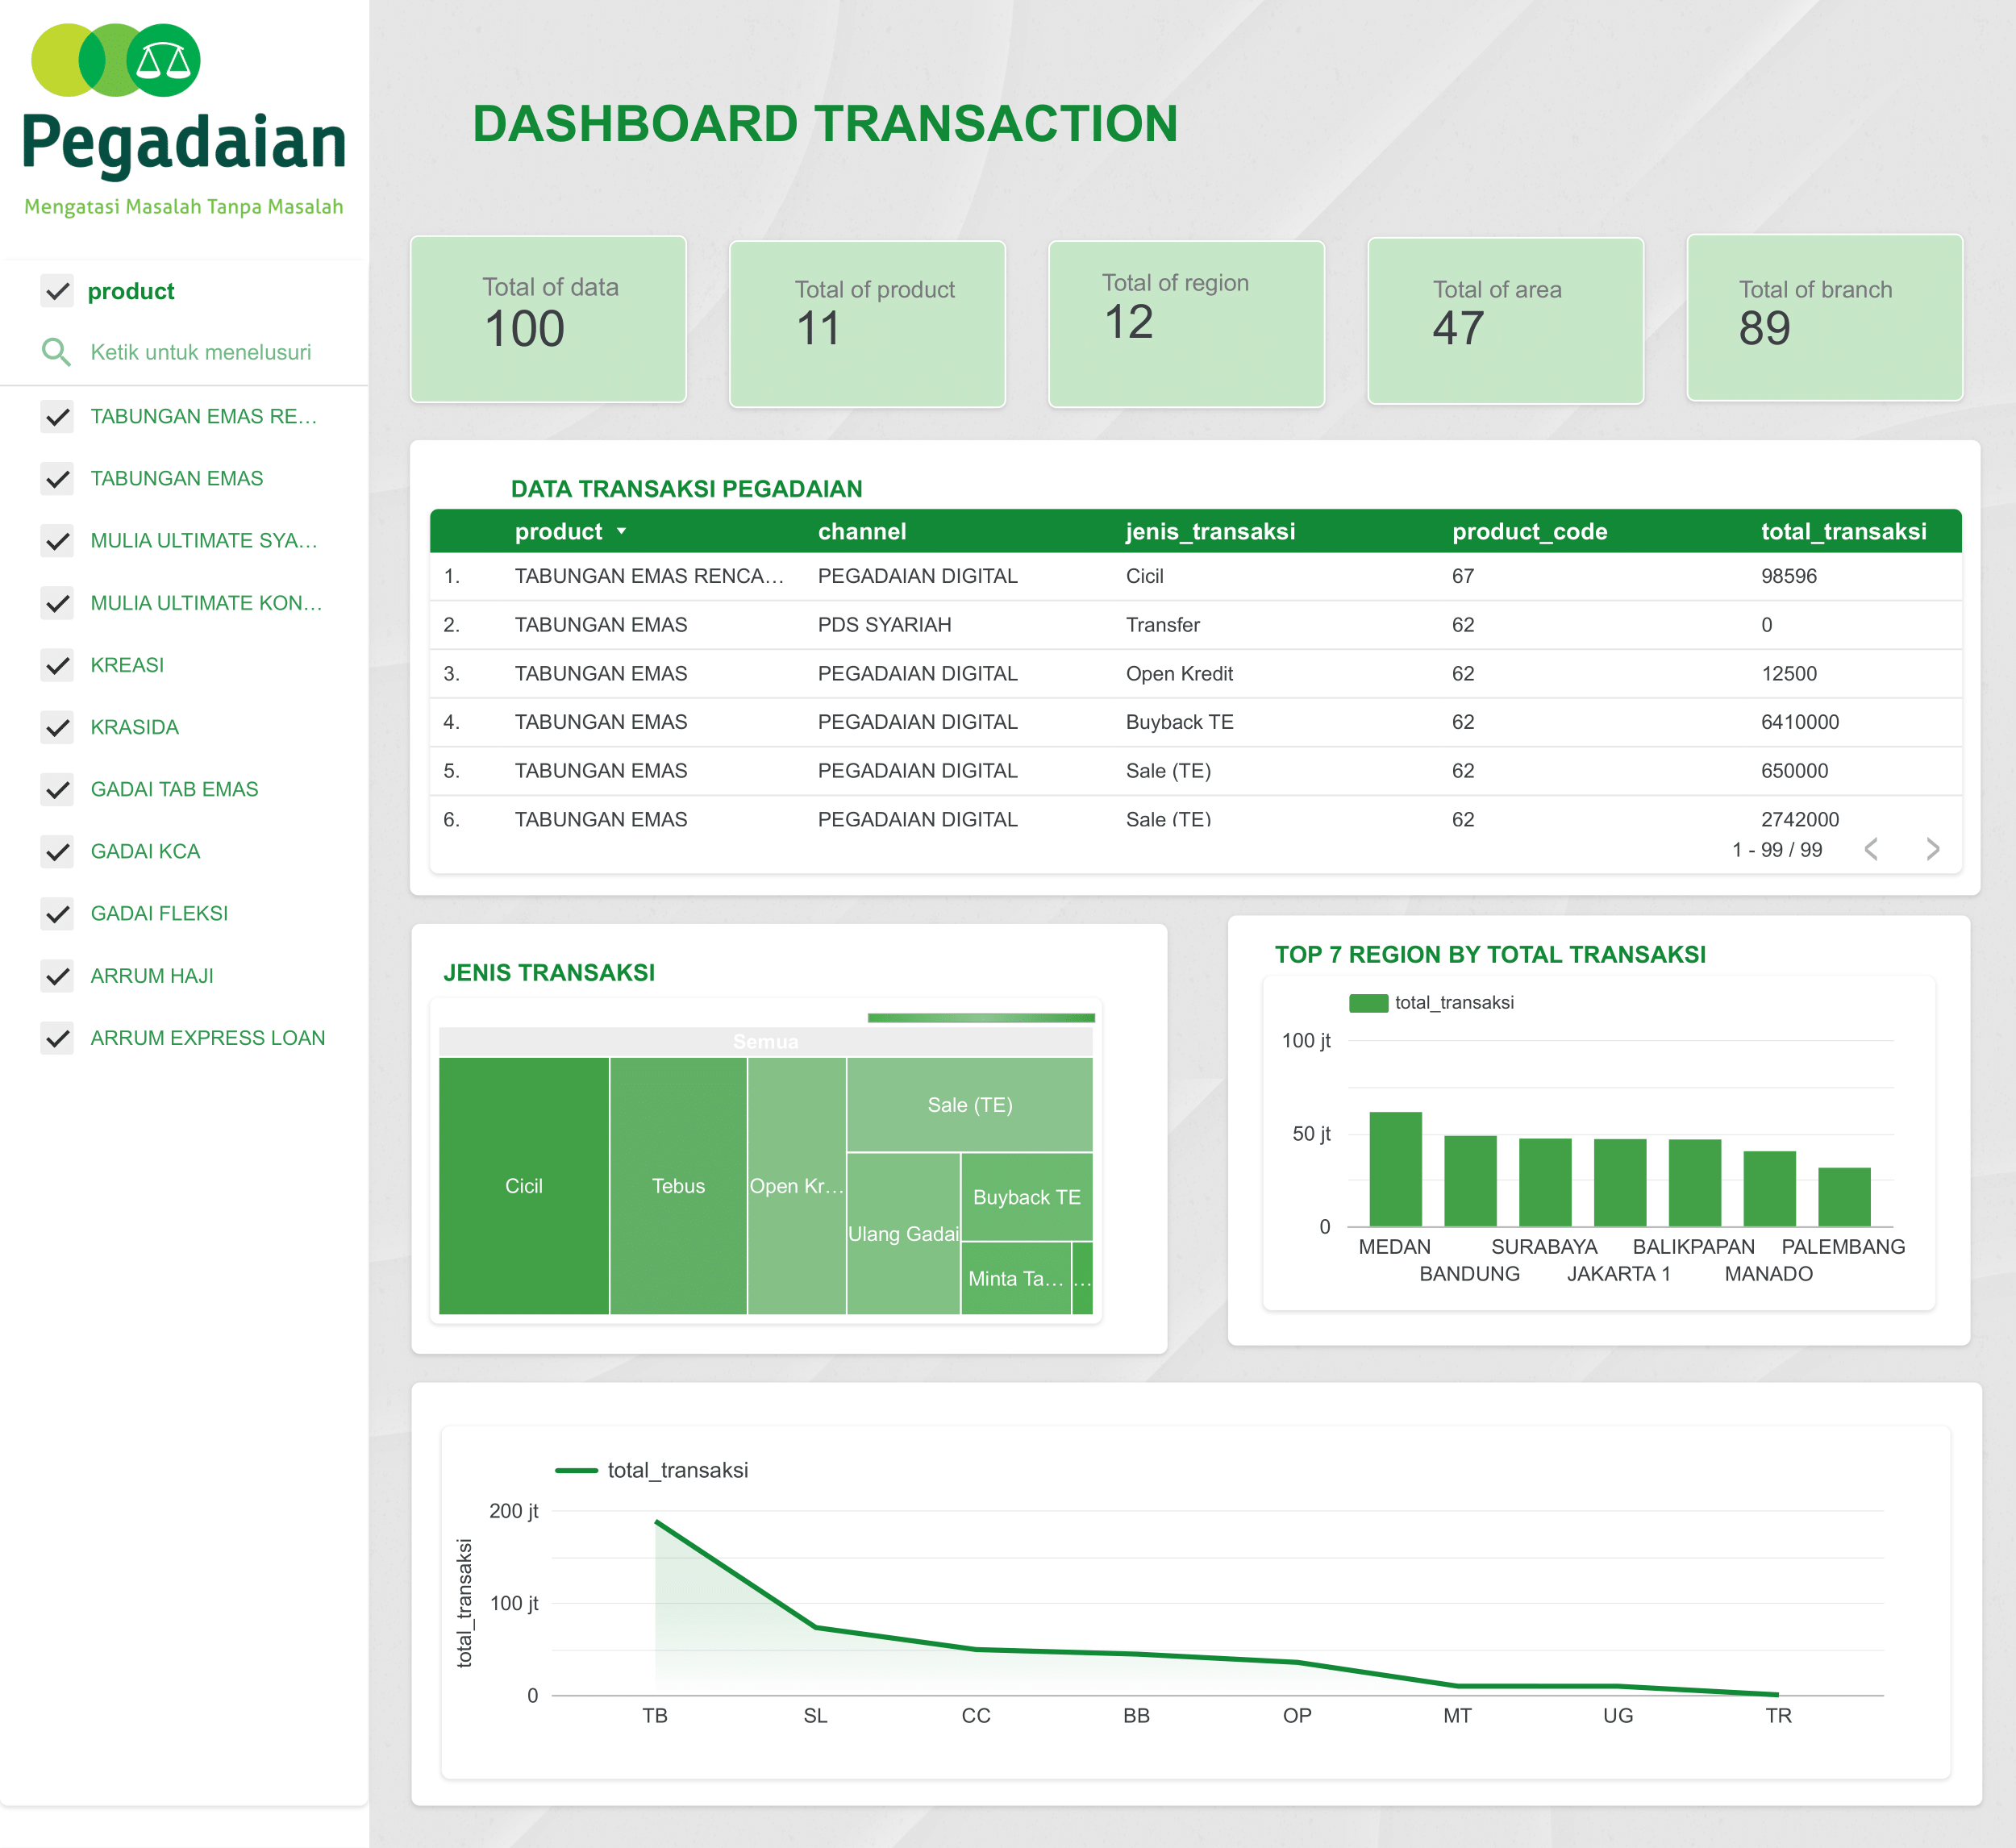 Pegadaian
Mengatasi Masalah Tanpa Masalah
product
Ketik untuk menelusuri
TABUNGAN EMAS RE…
TABUNGAN EMAS
MULIA ULTIMATE SYA…
MULIA ULTIMATE KON…
KREASI
KRASIDA
GADAI TAB EMAS
GADAI KCA
GADAI FLEKSI
ARRUM HAJI
ARRUM EXPRESS LOAN
DASHBOARD TRANSACTION
Total of data
100
Total of product
11
Total of region
12
Total of area
47
Total of branch
89
DATA TRANSAKSI PEGADAIAN
product channel jenis_transaksi product_code total_transaksi
1. TABUNGAN EMAS RENCA… PEGADAIAN DIGITAL Cicil 67 98596
2. TABUNGAN EMAS PDS SYARIAH Transfer 62 0
3. TABUNGAN EMAS PEGADAIAN DIGITAL Open Kredit 62 12500
4. TABUNGAN EMAS PEGADAIAN DIGITAL Buyback TE 62 6410000
5. TABUNGAN EMAS PEGADAIAN DIGITAL Sale (TE) 62 650000
6. TABUNGAN EMAS PEGADAIAN DIGITAL Sale (TE) 62 2742000
1 - 99 / 99
JENIS TRANSAKSI
Semua
Cicil
Tebus
Open Kr…
Sale (TE)
Ulang Gadai
Buyback TE
Minta Ta…
…
TOP 7 REGION BY TOTAL TRANSAKSI
total_transaksi
100 jt
50 jt
0
MEDAN SURABAYA BALIKPAPAN PALEMBANG
BANDUNG JAKARTA 1 MANADO
total_transaksi
total_transaksi
200 jt
100 jt
0
TB SL CC BB OP MT UG TR